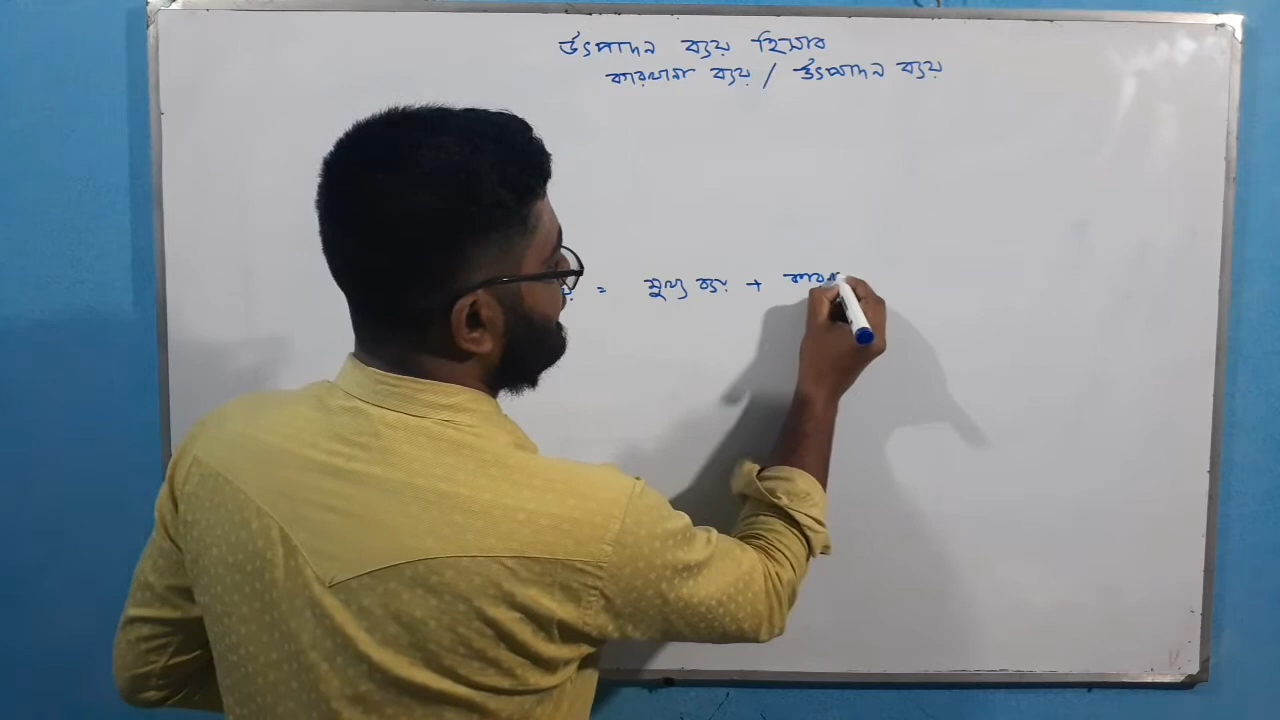 উৎপাদন ব্যয় হিসাব
কারখানা ব্যয় / উৎপাদন ব্যয়
= মুখ্য ব্যয় +